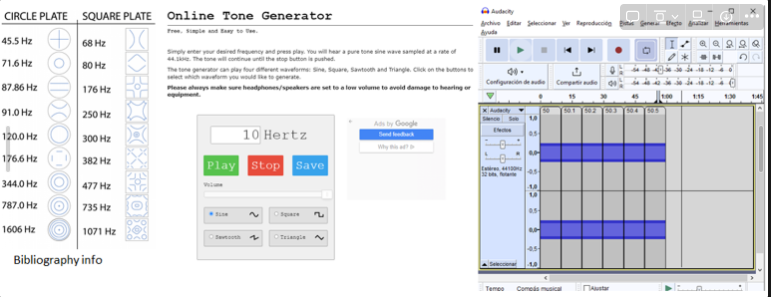 CIRCLE PLATE
SQUARE PLATE
45.5 Hz
68 Hz
71.6 Hz
80 Hz
87.86 Hz
176 Hz
91.0 Hz
250 Hz
120.0 Hz
300 Hz
176.6 Hz
382 Hz
344.0 Hz
477 Hz
787.0 Hz
735 Hz
1606 Hz
1071 Hz
Bibliography info
Online Tone Generator
Free, Simple and Easy to Use.
Simply enter your desired frequency and press play. You will hear a pure tone sine wave sampled at a rate of
44.1kHz. The tone will continue until the stop button is pushed.
The tone generator can play four different waveforms: Sine, Square, Sawtooth and Triangle. Click on the buttons to
select which waveform you would like to generate.
Please always make sure headphones/speakers are set to a low volume to avoid damage to hearing or
equipment.
10 Hertz
Play Stop Save
Volume
Sine
Square
Sawtooth
Triangle
Ads by Google
Send feedback
Why this ad?
Audacity
Archivo Editar Seleccionar Ver Reproducción Pistas Generar Efecto Analizar Herramientas
Ayuda
Configuración de audio
Compartir audio
-54 -48 -42 -36 -30 -24 -18 -12 -6 0
-54 -48 -42 -36 -30 -24 -18 -12 -6 0
0 15 30 45 1:00 1:15 1:30 1:45
Audacity
50 50.1 50.2 50.3 50.4 50.5
Silencio Solo
Efectos
L R
Estéreo, 44100Hz
32 bits, flotante
Seleccionar
1,0
0,5
0,0
-0,5
-1,0
1,0
0,5
0,0
-0,5
-1,0
Tempo
Compás musical
Ajustar